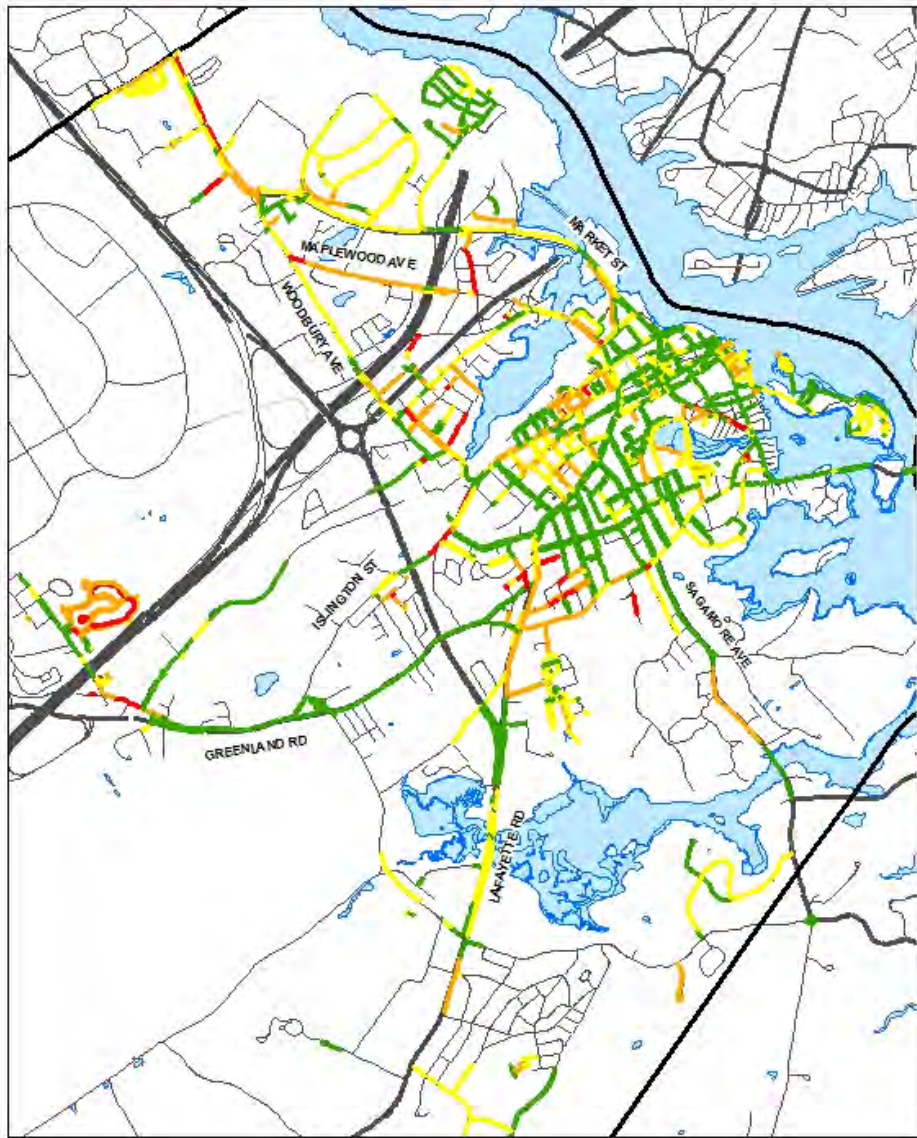 MARKET ST
MAPLEWOOD AVE
WOODBURY AVE
ISLINGTON ST
SAGAMORE AVE
GREENLAND RD
LAFAYETTE RD